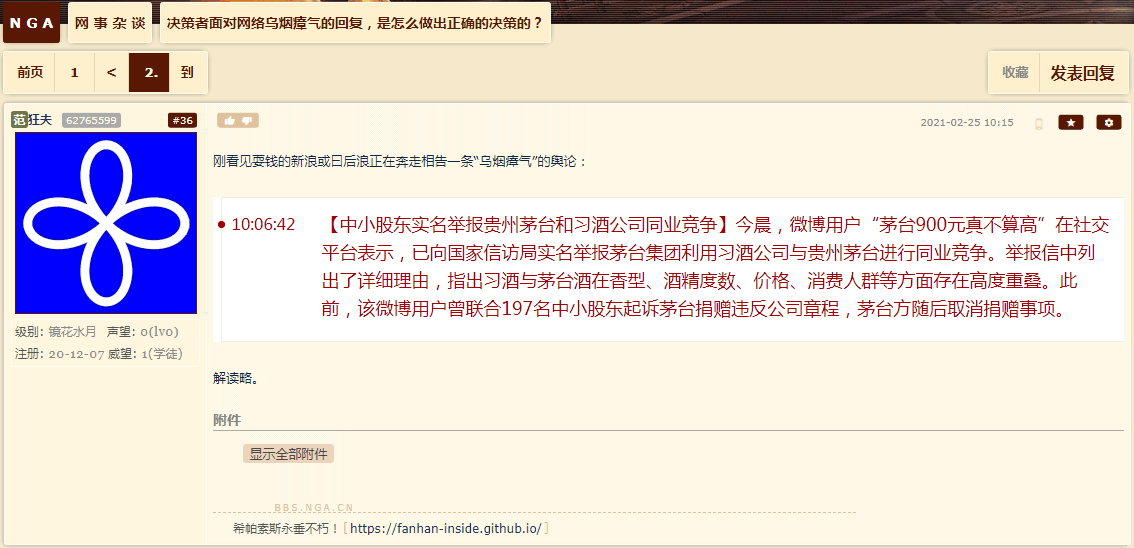 NGA 网事杂谈 决策者面对网络乌烟瘴气的回复，是怎么做出正确的决策的？
前页 1 < 2. 到 收藏 发表回复
范狂夫 62765599 #36 2021-02-25 10:15
刚看见耍钱的新浪或曰后浪正在奔走相告一条"乌烟瘴气"的舆论：
10:06:42 【中小股东实名举报贵州茅台和习酒公司同业竞争】今晨，微博用户“茅台900元真不算高”在社交
平台表示，已向国家信访局实名举报茅台集团利用习酒公司与贵州茅台进行同业竞争。举报信中列
出了详细理由，指出习酒与茅台酒在香型、酒精度数、价格、消费人群等方面存在高度重叠。此
前，该微博用户曾联合197名中小股东起诉茅台捐赠违反公司章程，茅台方随后取消捐赠事项。
级别: 镜花水月 声望: 0(lv0)
注册: 20-12-07 威望: 1(学徒)
解读略。
附件
显示全部附件
BBS.NGA.CN
希帕索斯永垂不朽！[https://fanhan-inside.github.io/]